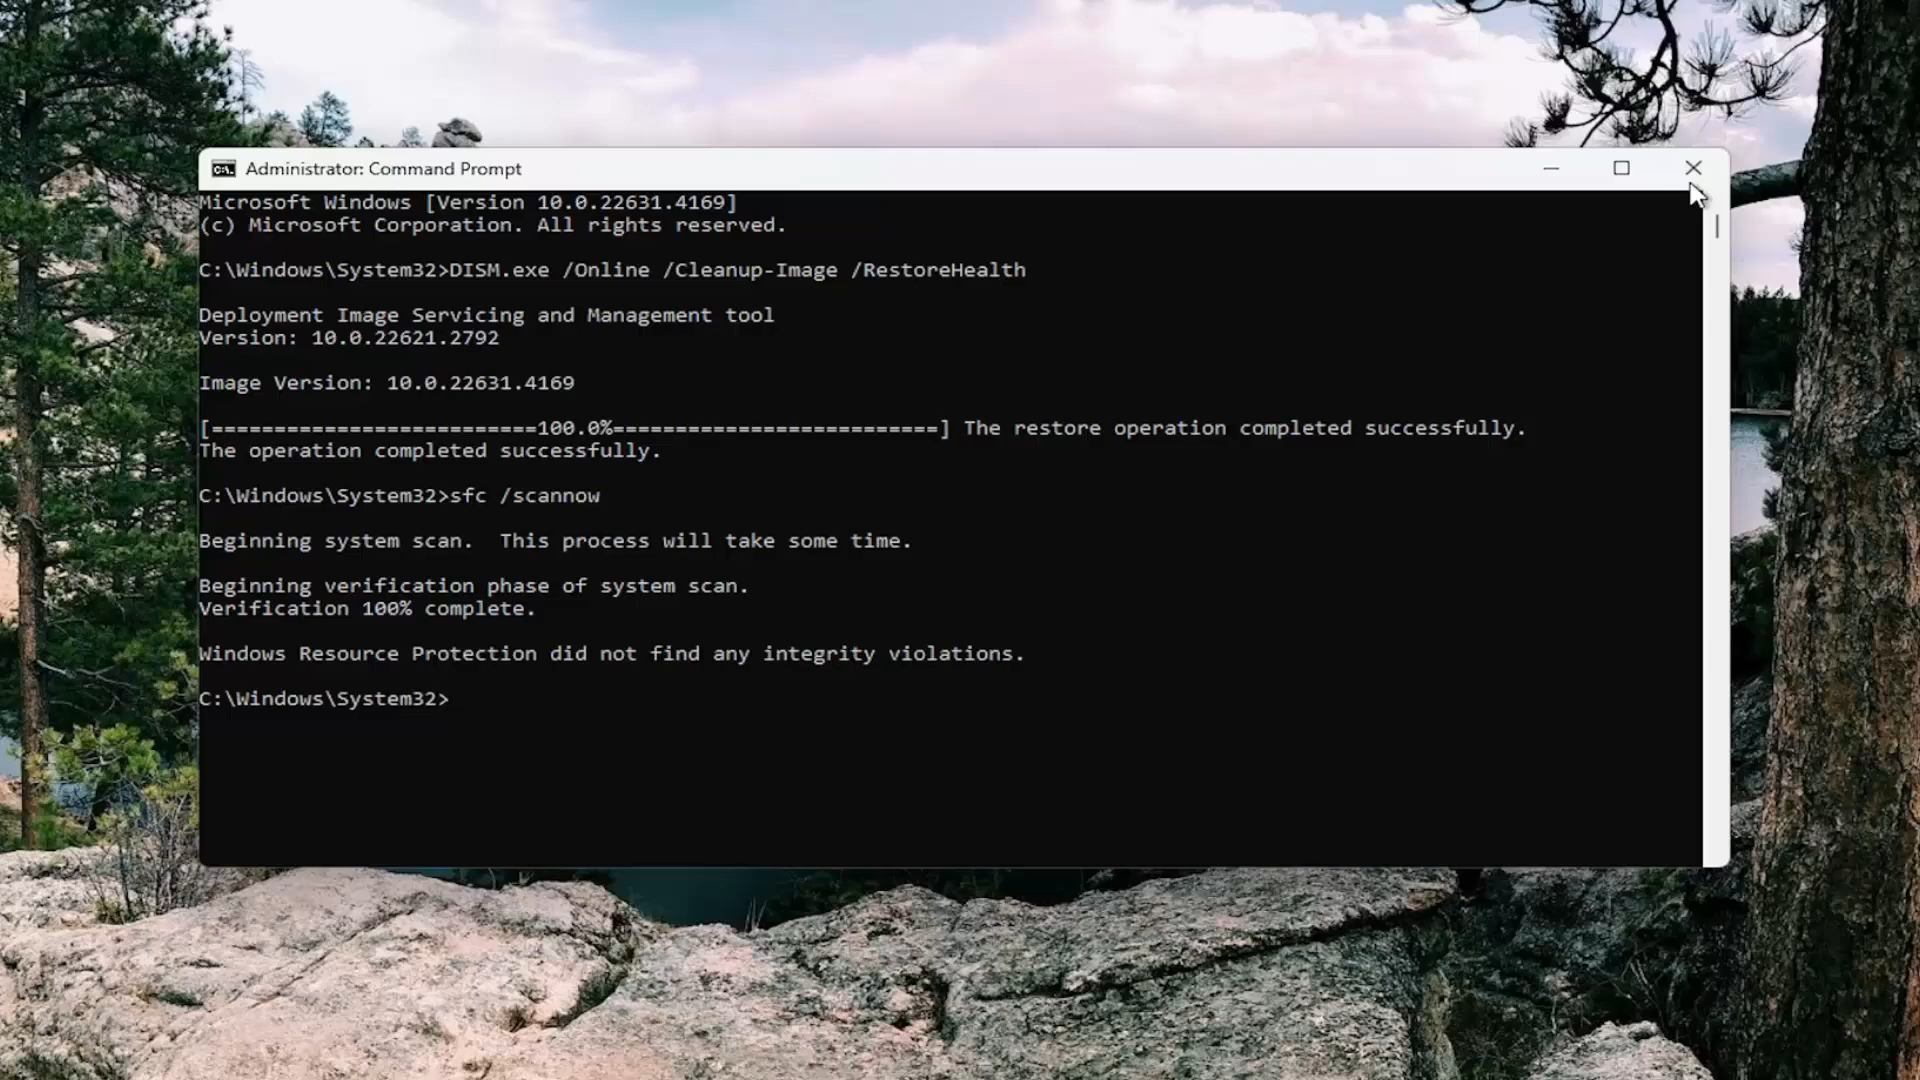 Administrator: Command Prompt
Microsoft Windows [Version 10.0.22631.4169]
(c) Microsoft Corporation. All rights reserved.
C:\Windows\System32>DISM.exe /Online /Cleanup-Image /RestoreHealth
Deployment Image Servicing and Management tool
Version: 10.0.22621.2792
Image Version: 10.0.22631.4169
[==========================100.0%==========================] The restore operation completed successfully.
The operation completed successfully.
C:\Windows\System32>sfc /scannow
Beginning system scan.  This process will take some time.
Beginning verification phase of system scan.
Verification 100% complete.
Windows Resource Protection did not find any integrity violations.
C:\Windows\System32>